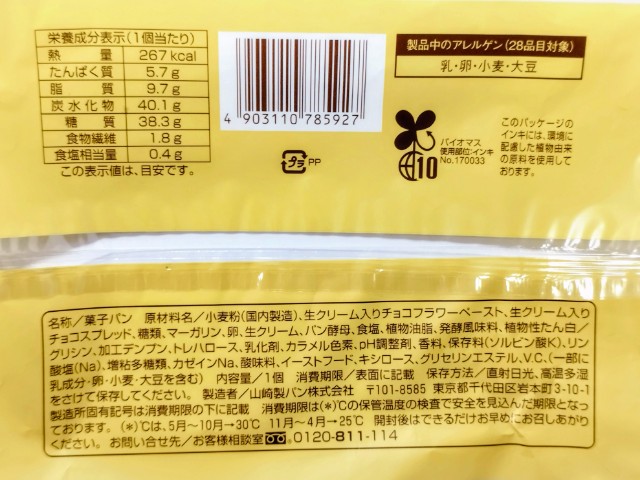 栄養成分表示(1個当たり)
熱量 267kcal
たんぱく質 5.7g
脂質 9.7g
炭水化物 40.1g
糖質 38.3g
食物繊維 1.8g
食塩相当量 0.4g
この表示値は、目安です。
4 903110 785927
プラ PP
製品中のアレルゲン(28品目対象)
乳・卵・小麦・大豆
バイオマス
使用部位:インキ
No.170033
10
このパッケージの
インキには、環境に
配慮した植物由来
の原料を使用して
おります。
名称/菓子パン 原材料名/小麦粉(国内製造)、生クリーム入りチョコフラワーペースト、生クリーム入り
チョコスプレッド、糖類、マーガリン、卵、生クリーム、パン酵母、食塩、植物油脂、発酵風味料、植物性たん白/
グリシン、加工デンプン、トレハロース、乳化剤、カラメル色素、pH調整剤、香料、保存料(ソルビン酸K)、リン
酸塩(Na)、増粘多糖類、カゼインNa、酸味料、イーストフード、キシロース、グリセリンエステル、V.C、(一部に
乳成分・卵・小麦・大豆を含む) 内容量/1個 消費期限/表面に記載 保存方法/直射日光、高温多湿
をさけて保存してください。 製造者/山崎製パン株式会社 〒101-8585 東京都千代田区岩本町3-10-1
製造所固有記号は消費期限の下に記載 消費期限は(*)℃の保管温度の検査で安全を見込んだ期限となっ
ております。(*)℃は、5月~10月→30℃ 11月~4月→25℃ 開封後はできるだけお早めにお召しあがり
ください。お問い合せ先/お客様相談室 0120-811-114